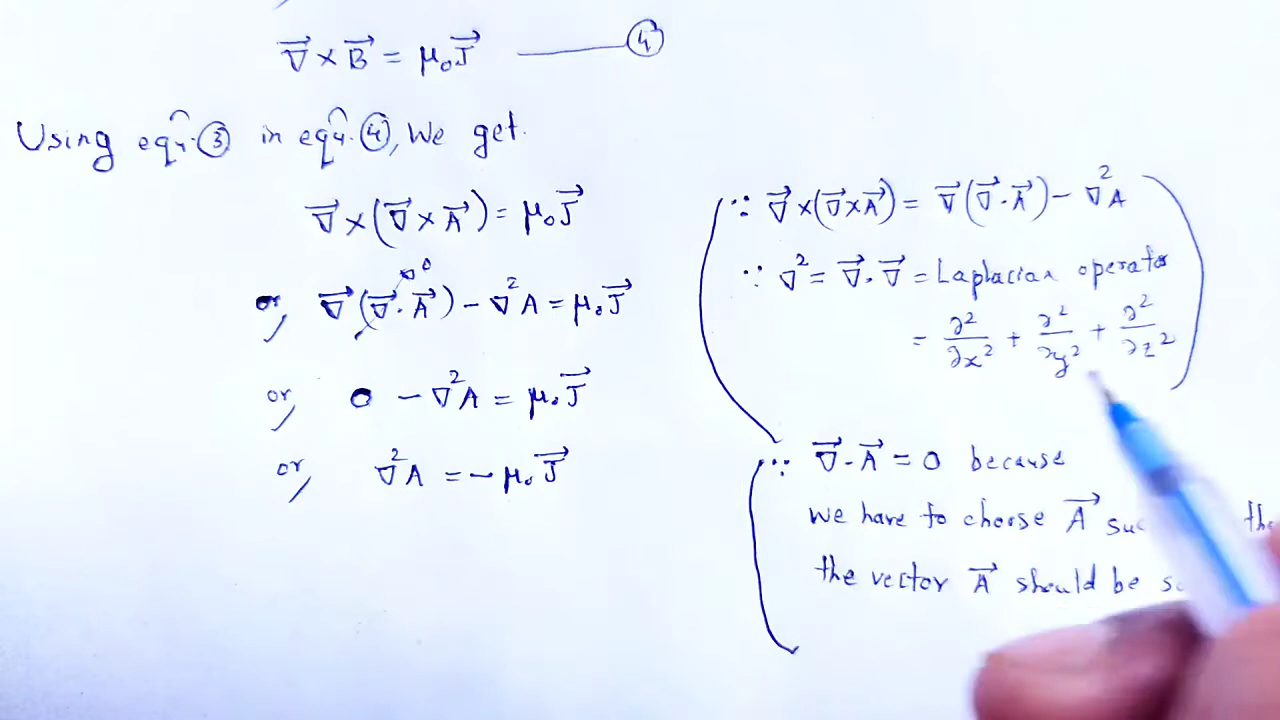 ∇⃗ × B⃗ = μ₀J⃗ —— ④
Using eqⁿ. ③ in eqⁿ. ④, We get.
∇⃗ × (∇⃗ × A⃗) = μ₀J⃗
or, ∇⃗(∇⃗ · A⃗)→0 − ∇²A = μ₀J⃗
or, 0 − ∇²A = μ₀J⃗
or, ∇²A = − μ₀J⃗
(∵ ∇⃗ × (∇⃗ × A⃗) = ∇⃗(∇⃗ · A⃗) − ∇²A
∵ ∇² = ∇⃗ · ∇⃗ = Laplacian operator
= ∂²/∂x² + ∂²/∂y² + ∂²/∂z²)
(∵ ∇⃗ · A⃗ = 0 because
we have to choose A⃗
the vector A⃗ should be